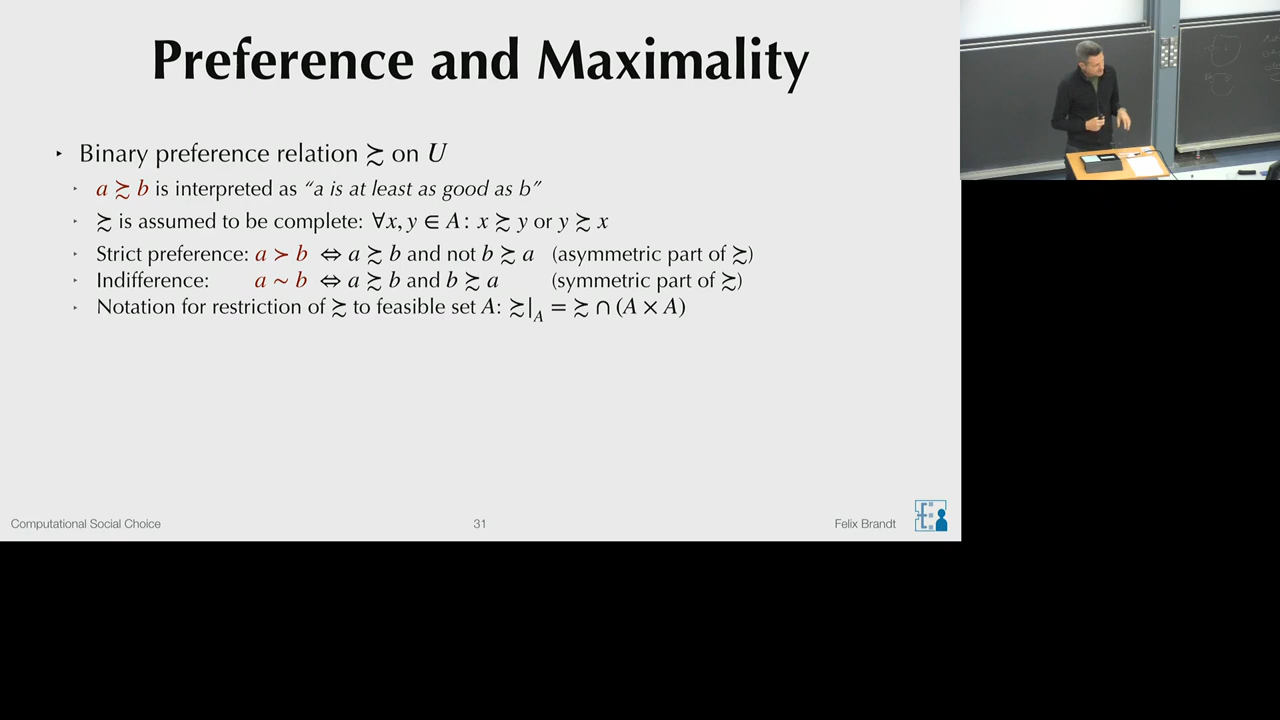 Preference and Maximality
‣ Binary preference relation ≿ on U
‣ a ≿ b is interpreted as “a is at least as good as b”
‣ ≿ is assumed to be complete: ∀x, y ∈ A: x ≿ y or y ≿ x
‣ Strict preference: a ≻ b ⇔ a ≿ b and not b ≿ a (asymmetric part of ≿)
‣ Indifference: a ∼ b ⇔ a ≿ b and b ≿ a (symmetric part of ≿)
‣ Notation for restriction of ≿ to feasible set A: ≿|_A = ≿ ∩ (A × A)
Computational Social Choice 31 Felix Brandt